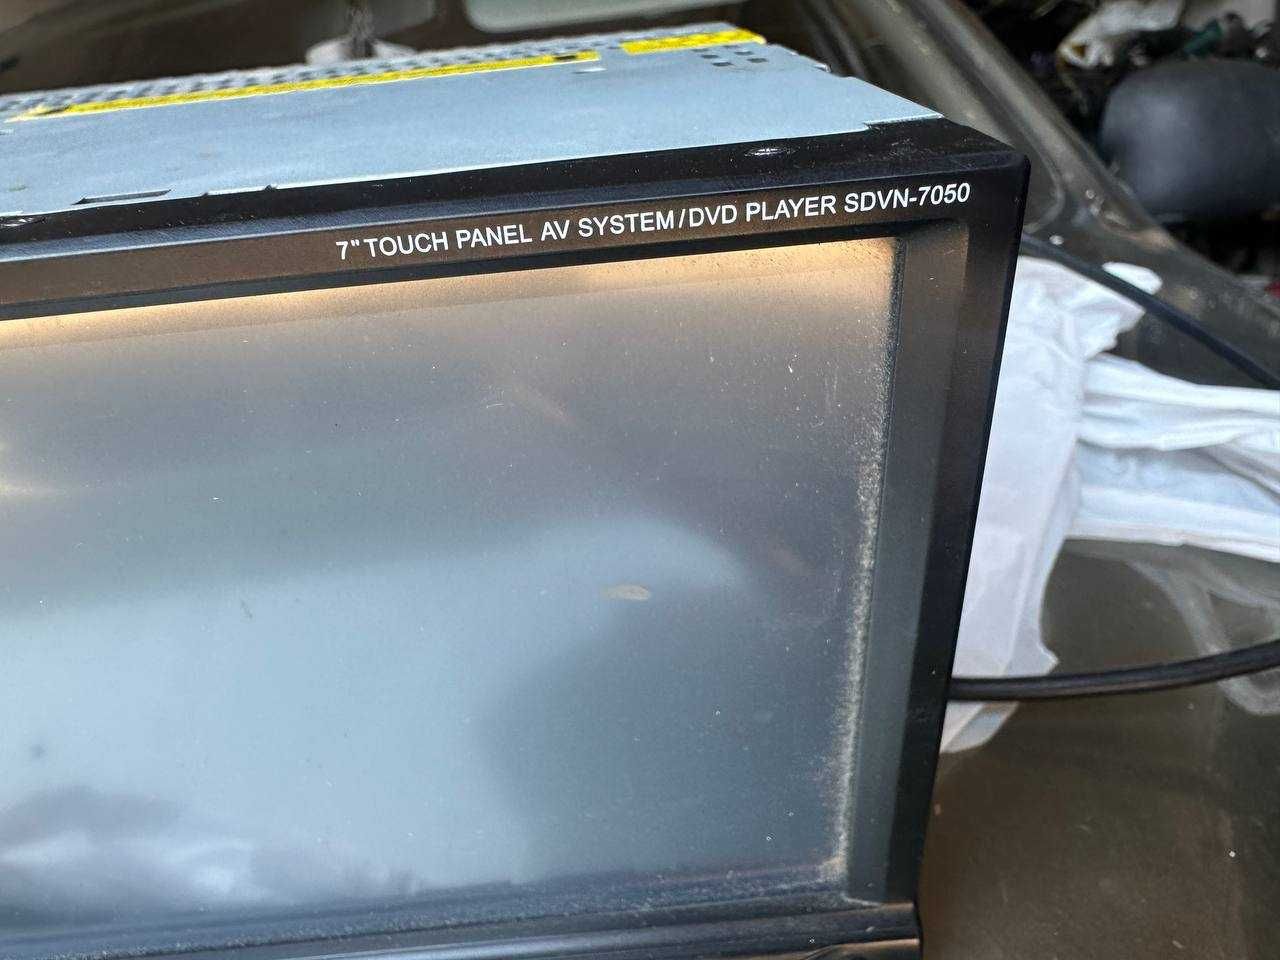 7" TOUCH PANEL AV SYSTEM/DVD PLAYER SDVN-7050